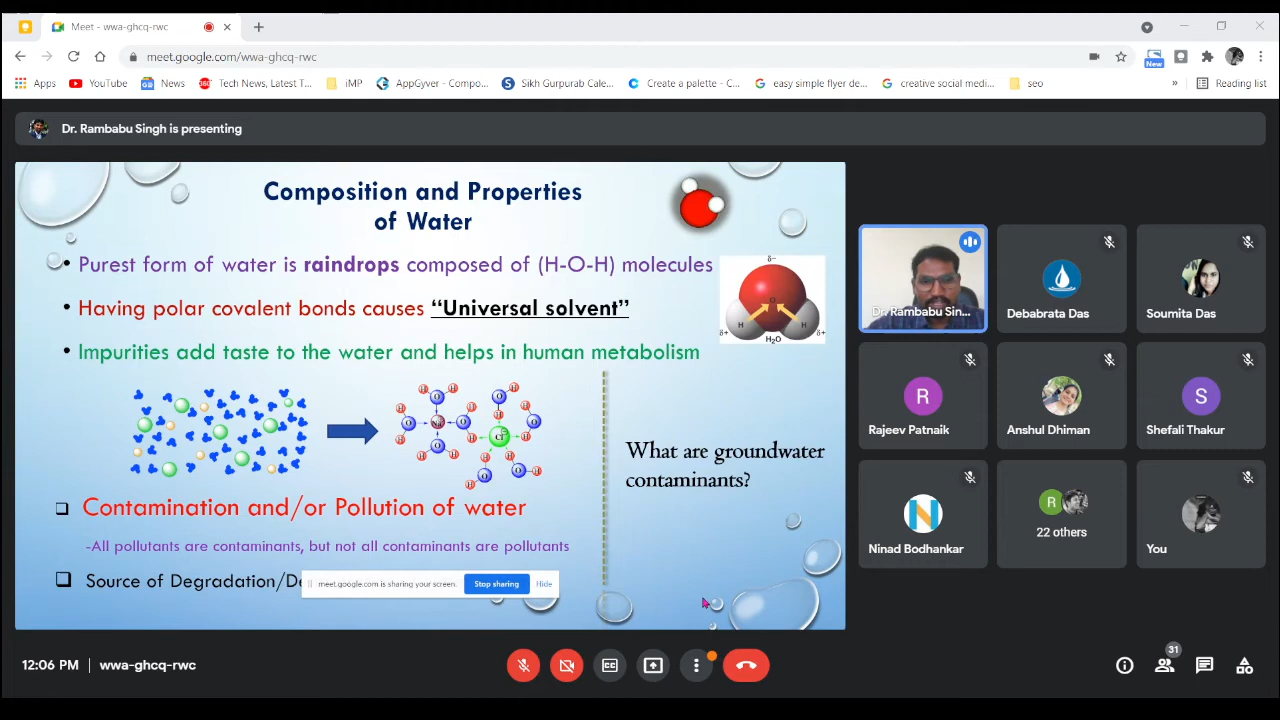 Meet - wwa-ghcq-rwc
meet.google.com/wwa-ghcq-rwc
New
Apps
YouTube
News
Tech News, Latest T...
iMP
AppGyver - Compo...
Sikh Gurpurab Cale...
Create a palette - C...
easy simple flyer de...
creative social medi...
seo
»
Reading list
Dr. Rambabu Singh is presenting
Composition and Properties
of Water
• Purest form of water is raindrops composed of (H-O-H) molecules
• Having polar covalent bonds causes “Universal solvent”
• Impurities add taste to the water and helps in human metabolism
δ−
O
H
H
δ+
δ+
H₂O
What are groundwater
contaminants?
Contamination and/or Pollution of water
-All pollutants are contaminants, but not all contaminants are pollutants
Source of Degradation/De
meet.google.com is sharing your screen.
Stop sharing
Hide
Dr. Rambabu Sin...
Debabrata Das
Soumita Das
R
Rajeev Patnaik
Anshul Dhiman
S
Shefali Thakur
Ninad Bodhankar
R
22 others
You
12:06 PM | wwa-ghcq-rwc
CC
31